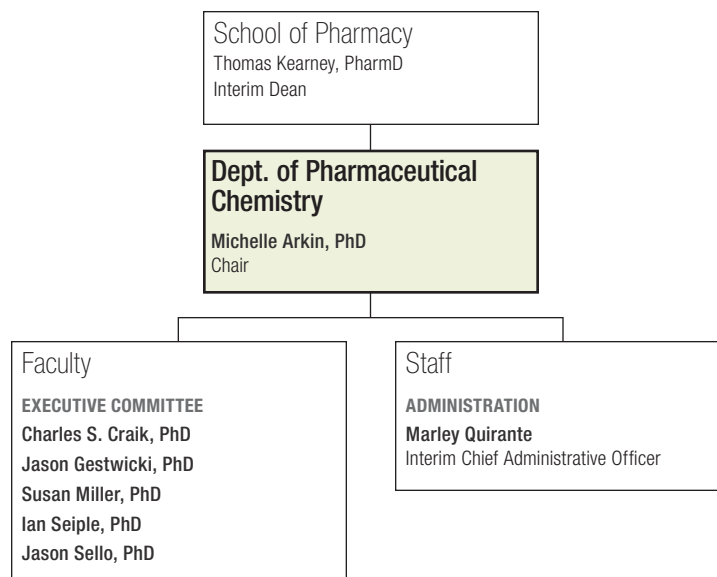 School of Pharmacy
Thomas Kearney, PharmD
Interim Dean
Dept. of Pharmaceutical
Chemistry
Michelle Arkin, PhD
Chair
Faculty
EXECUTIVE COMMITTEE
Charles S. Craik, PhD
Jason Gestwicki, PhD
Susan Miller, PhD
Ian Seiple, PhD
Jason Sello, PhD
Staff
ADMINISTRATION
Marley Quirante
Interim Chief Administrative Officer